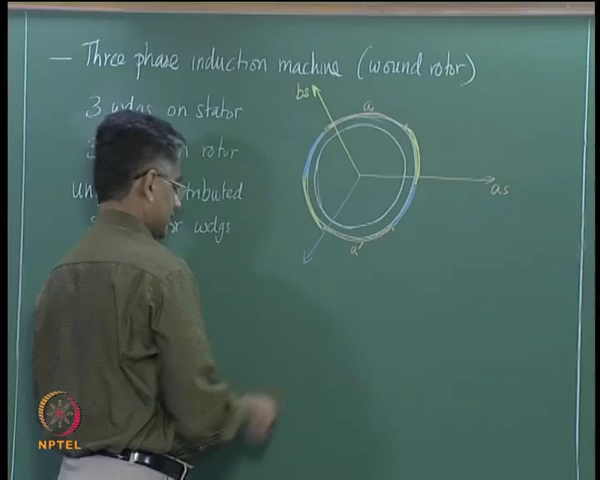 — Three phase induction machine (wound rotor)
3 wdgs on stator
bs
a
rotor
as
distributed
wdgs
a'
NPTEL